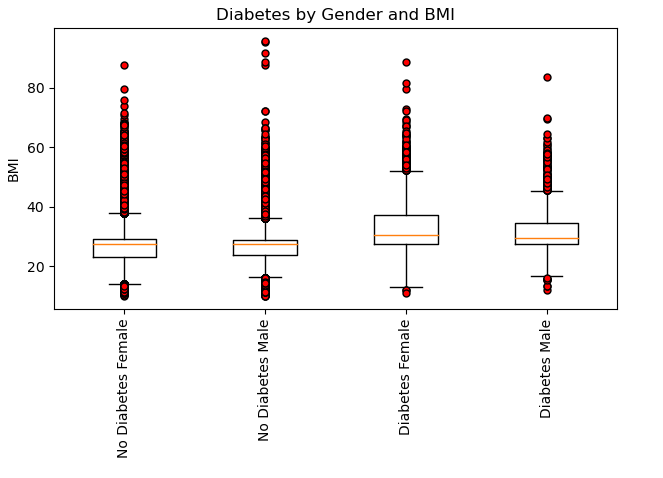 Diabetes by Gender and BMI
BMI
80
60
40
20
No Diabetes Female
No Diabetes Male
Diabetes Female
Diabetes Male